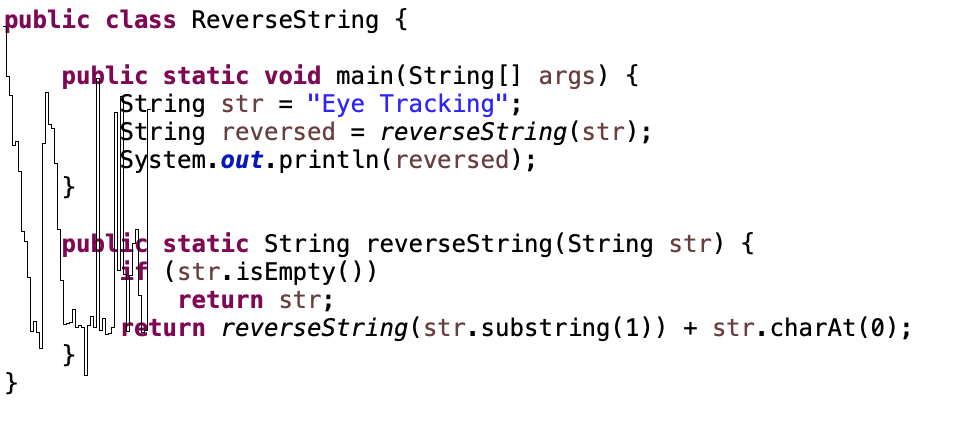 public class ReverseString {
public static void main(String[] args) {
String str = "Eye Tracking";
String reversed = reverseString(str);
System.out.println(reversed);
}
public static String reverseString(String str) {
if (str.isEmpty())
return str;
return reverseString(str.substring(1)) + str.charAt(0);
}
}